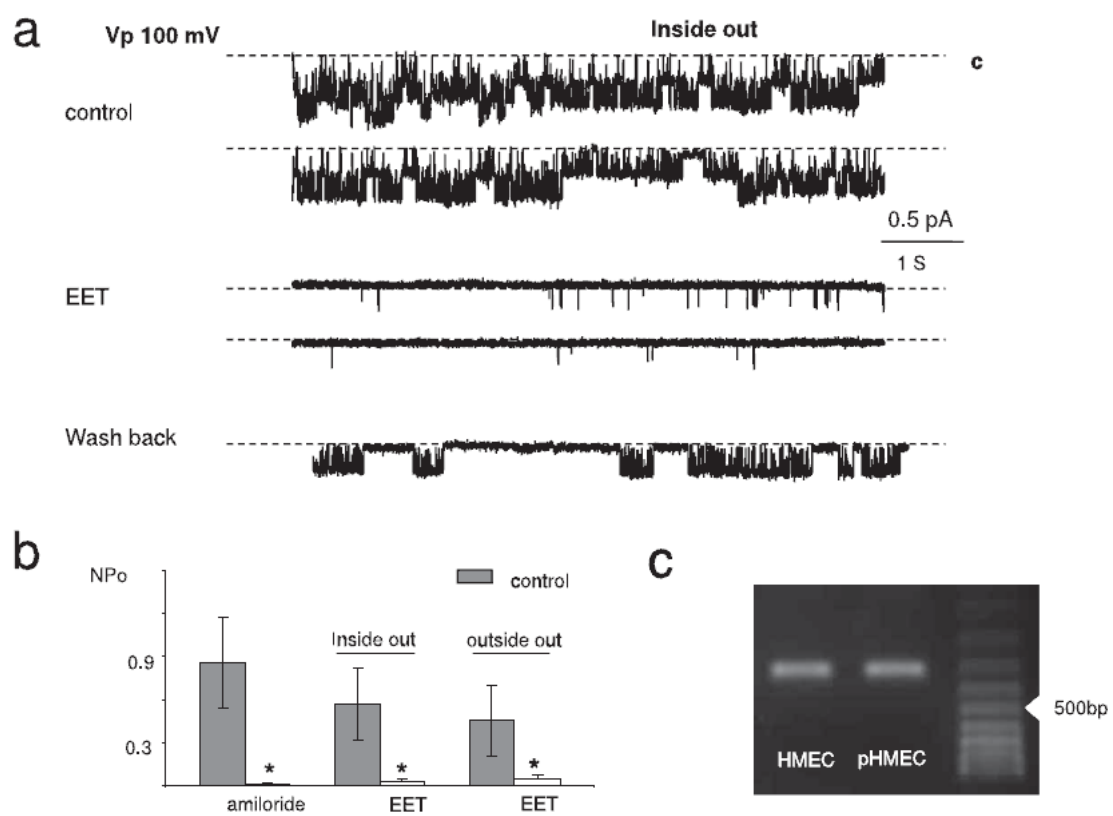 a
Vp 100 mV
Inside out
c
control
0.5 pA
1 S
EET
Wash back
b
NPo
control
Inside out
outside out
0.9
0.3
*
*
*
amiloride
EET
EET
c
500bp
HMEC
pHMEC